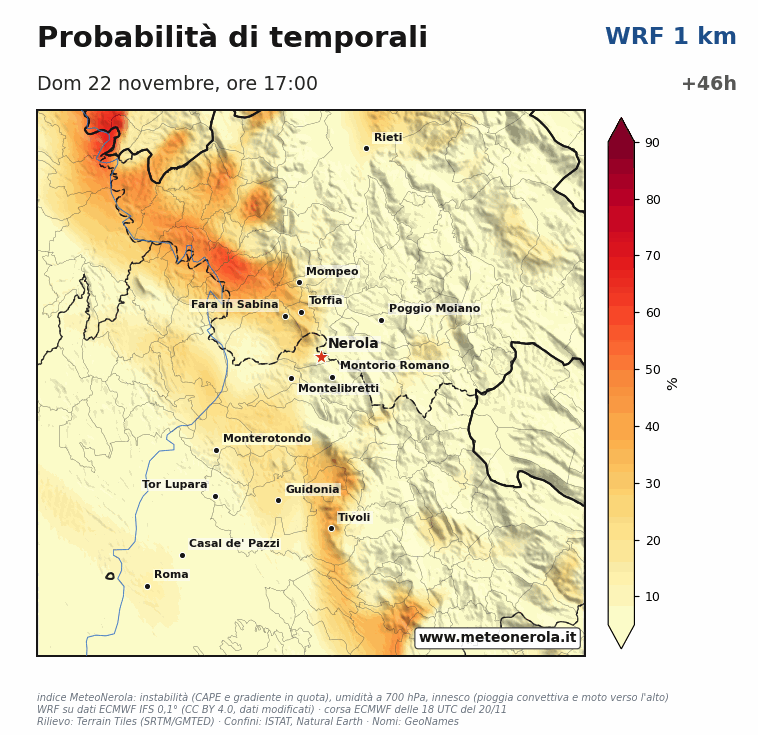 Probabilità di temporali
WRF 1 km
Dom 22 novembre, ore 17:00
+46h
Rieti
Mompeo
Fara in Sabina
Toffia
Poggio Moiano
Nerola
Montorio Romano
Montelibretti
Monterotondo
Tor Lupara
Guidonia
Tivoli
Casal de' Pazzi
Roma
www.meteonerola.it
90
80
70
60
50
40
30
20
10
%
indice MeteoNerola: instabilità (CAPE e gradiente in quota), umidità a 700 hPa, innesco (pioggia convettiva e moto verso l'alto)
WRF su dati ECMWF IFS 0,1° (CC BY 4.0, dati modificati) · corsa ECMWF delle 18 UTC del 20/11
Rilievo: Terrain Tiles (SRTM/GMTED) · Confini: ISTAT, Natural Earth · Nomi: GeoNames